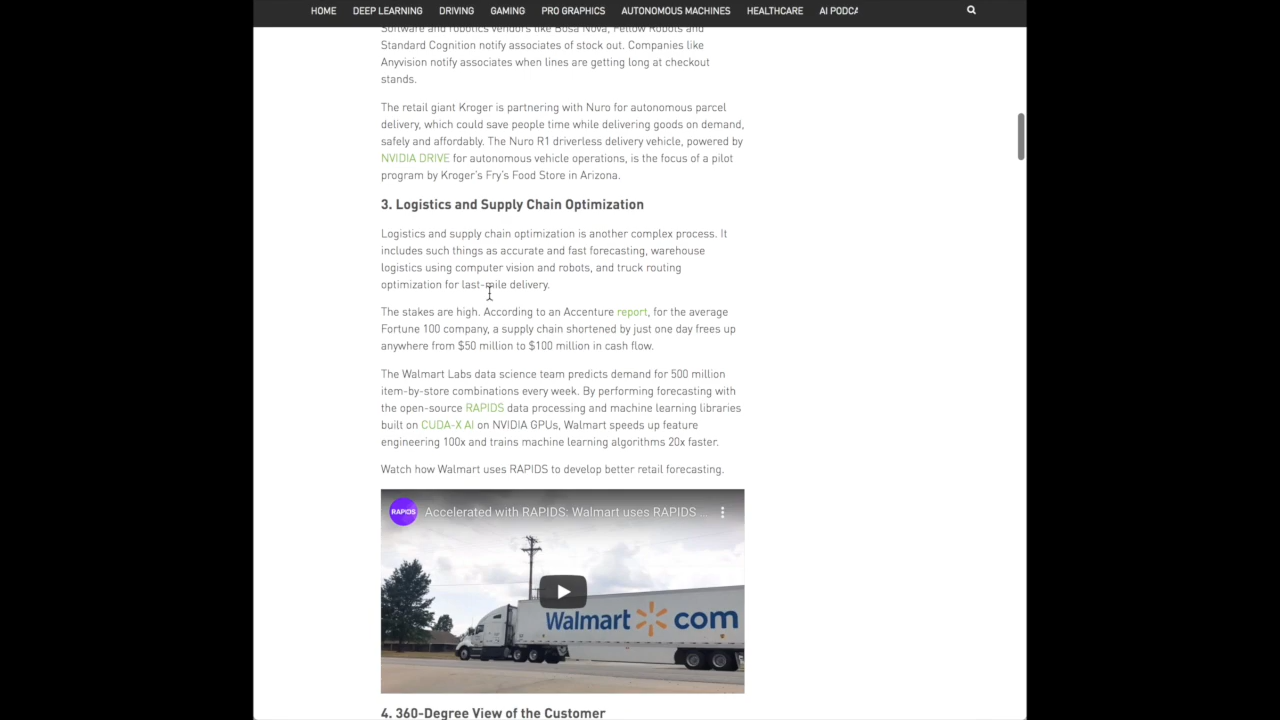 HOME DEEP LEARNING DRIVING GAMING PRO GRAPHICS AUTONOMOUS MACHINES HEALTHCARE AI PODCA
Software and robotics vendors like Bosa Nova, Fellow Robots and
Standard Cognition notify associates of stock out. Companies like
Anyvision notify associates when lines are getting long at checkout
stands.
The retail giant Kroger is partnering with Nuro for autonomous parcel
delivery, which could save people time while delivering goods on demand,
safely and affordably. The Nuro R1 driverless delivery vehicle, powered by
NVIDIA DRIVE for autonomous vehicle operations, is the focus of a pilot
program by Kroger's Fry's Food Store in Arizona.
3. Logistics and Supply Chain Optimization
Logistics and supply chain optimization is another complex process. It
includes such things as accurate and fast forecasting, warehouse
logistics using computer vision and robots, and truck routing
optimization for last-mile delivery.
The stakes are high. According to an Accenture report, for the average
Fortune 100 company, a supply chain shortened by just one day frees up
anywhere from $50 million to $100 million in cash flow.
The Walmart Labs data science team predicts demand for 500 million
item-by-store combinations every week. By performing forecasting with
the open-source RAPIDS data processing and machine learning libraries
built on CUDA-X AI on NVIDIA GPUs, Walmart speeds up feature
engineering 100x and trains machine learning algorithms 20x faster.
Watch how Walmart uses RAPIDS to develop better retail forecasting.
RAPIDS Accelerated with RAPIDS: Walmart uses RAPIDS...
Walmart com
4. 360-Degree View of the Customer